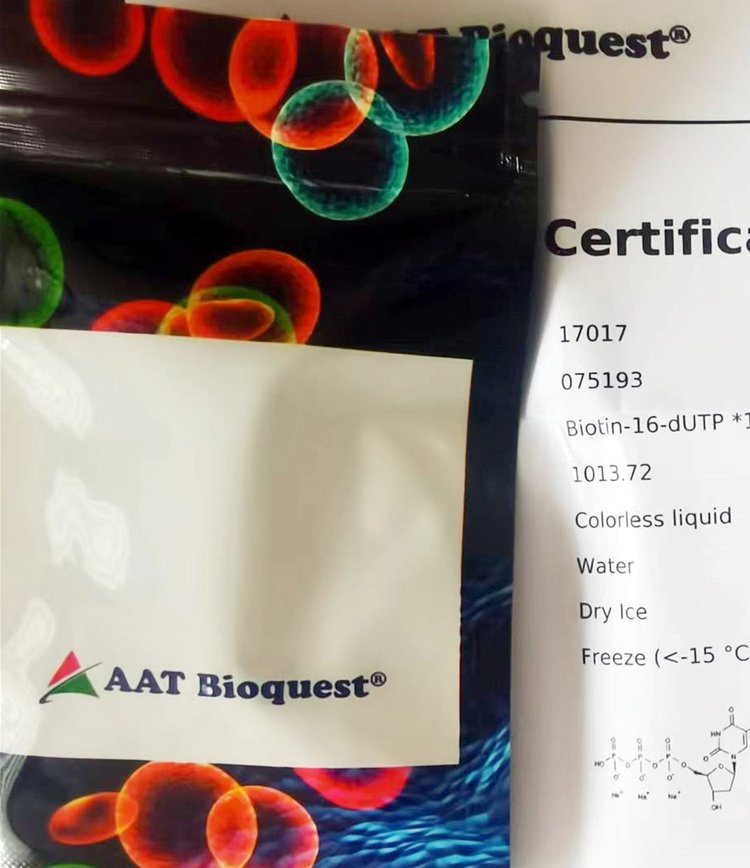 Bioquest®
Certifica
17017
075193
Biotin-16-dUTP *1
1013.72
Colorless liquid
Water
Dry Ice
Freeze (<-15 °C
AAT Bioquest®